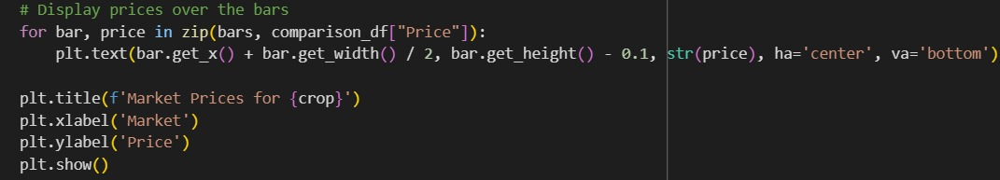 # Display prices over the bars
for bar, price in zip(bars, comparison_df["Price"]):
    plt.text(bar.get_x() + bar.get_width() / 2, bar.get_height() - 0.1, str(price), ha='center', va='bottom')

plt.title(f'Market Prices for {crop}')
plt.xlabel('Market')
plt.ylabel('Price')
plt.show()